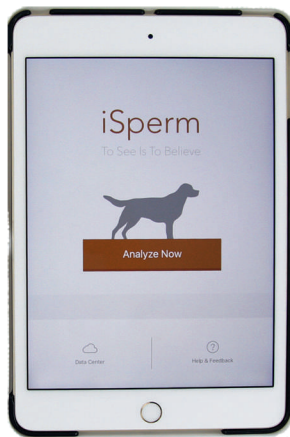 iSperm
To See Is To Believe
Analyze Now
Data Center
Help & Feedback